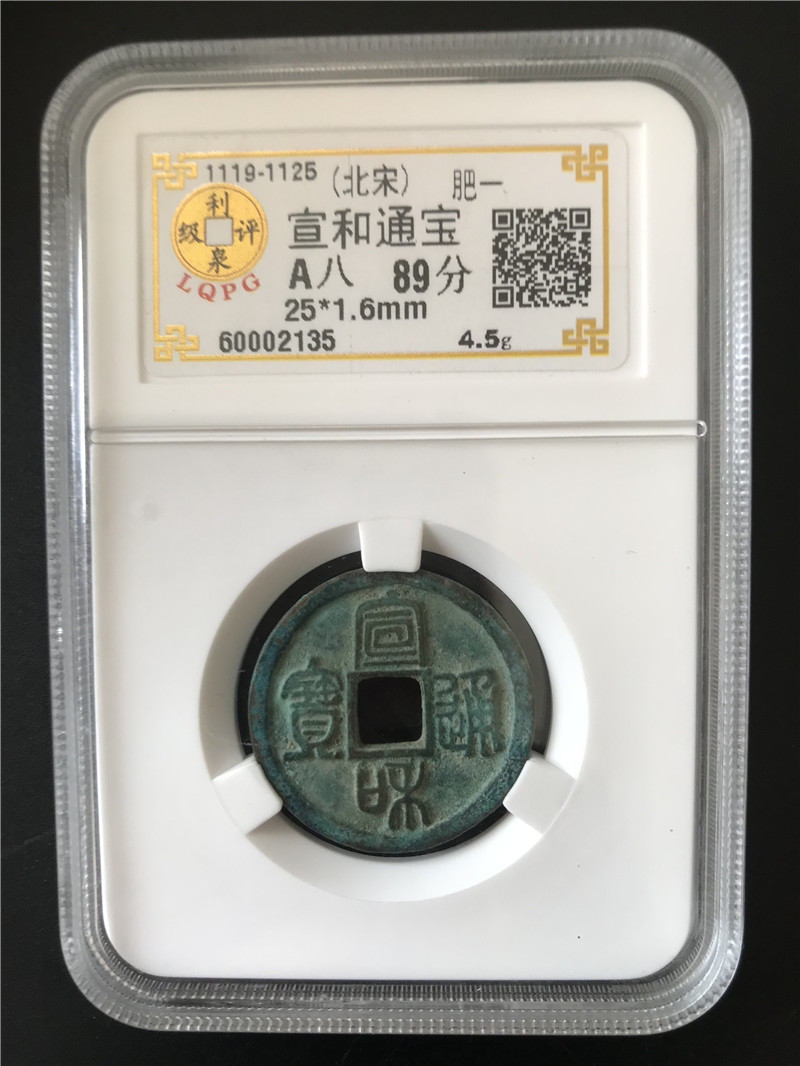 1119-1125 (北宋) 肥一
利泉评级
LQPG
宣和通宝
A八 89分
25*1.6mm
60002135 4.5g
宣和通寶